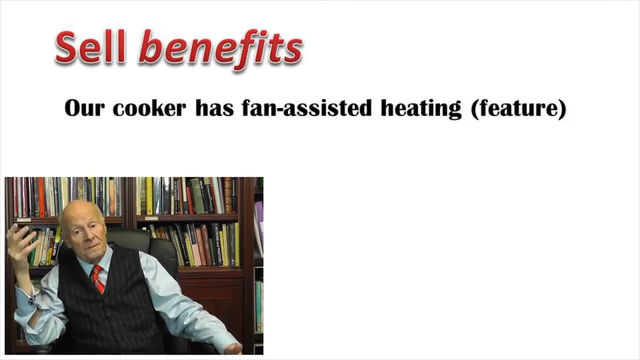 Sell benefits
Our cooker has fan-assisted heating (feature)